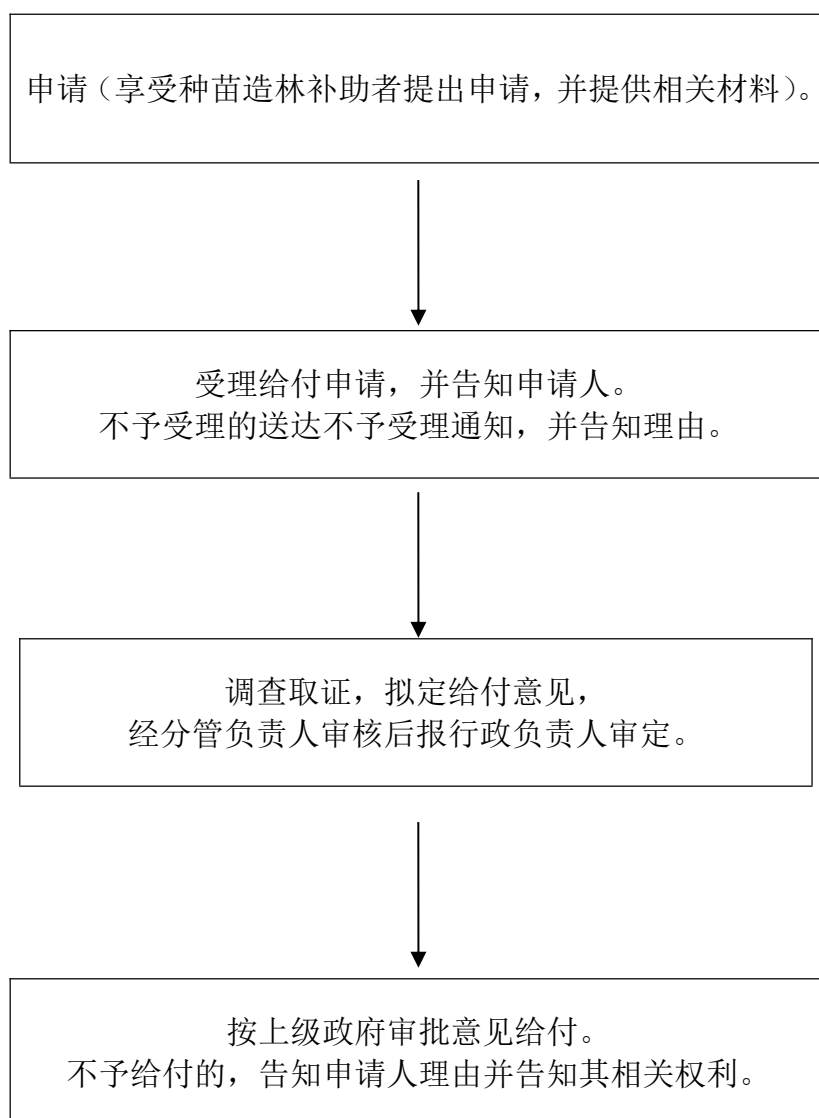 申请（享受种苗造林补助者提出申请，并提供相关材料）。
受理给付申请，并告知申请人。
不予受理的送达不予受理通知，并告知理由。
调查取证，拟定给付意见，
经分管负责人审核后报行政负责人审定。
按上级政府审批意见给付。
不予给付的，告知申请人理由并告知其相关权利。